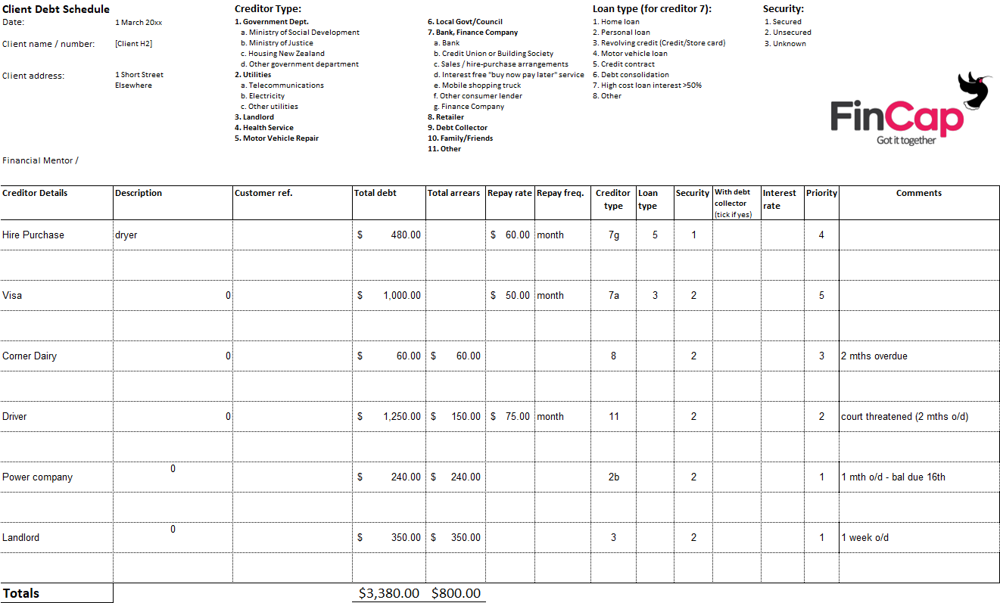 Client Debt Schedule
Date: 1 March 20xx
Client name / number: [Client H2]
Client address: 1 Short Street
Elsewhere
Financial Mentor /
Creditor Type:
1. Government Dept.
a. Ministry of Social Development
b. Ministry of Justice
c. Housing New Zealand
d. Other government department
2. Utilities
a. Telecommunications
b. Electricity
c. Other utilities
3. Landlord
4. Health Service
5. Motor Vehicle Repair
6. Local Govt/Council
7. Bank, Finance Company
a. Bank
b. Credit Union or Building Society
c. Sales / hire-purchase arrangements
d. Interest free "buy now pay later" service
e. Mobile shopping truck
f. Other consumer lender
g. Finance Company
8. Retailer
9. Debt Collector
10. Family/Friends
11. Other
Loan type (for creditor 7):
1. Home loan
2. Personal loan
3. Revolving credit (Credit/Store card)
4. Motor vehicle loan
5. Credit contract
6. Debt consolidation
7. High cost loan interest >50%
8. Other
Security:
1. Secured
2. Unsecured
3. Unknown
FinCap
Got it together
Creditor Details Description Customer ref. Total debt Total arrears Repay rate Repay freq. Creditor type Loan type Security With debt collector (tick if yes) Interest rate Priority Comments
Hire Purchase dryer $ 480.00 $ 60.00 month 7g 5 1 4
Visa 0 $ 1,000.00 $ 50.00 month 7a 3 2 5
Corner Dairy 0 $ 60.00 $ 60.00 8 2 3 2 mths overdue
Driver 0 $ 1,250.00 $ 150.00 $ 75.00 month 11 2 2 court threatened (2 mths o/d)
Power company 0 $ 240.00 $ 240.00 2b 2 1 1 mth o/d - bal due 16th
Landlord 0 $ 350.00 $ 350.00 3 2 1 1 week o/d
Totals $3,380.00 $800.00